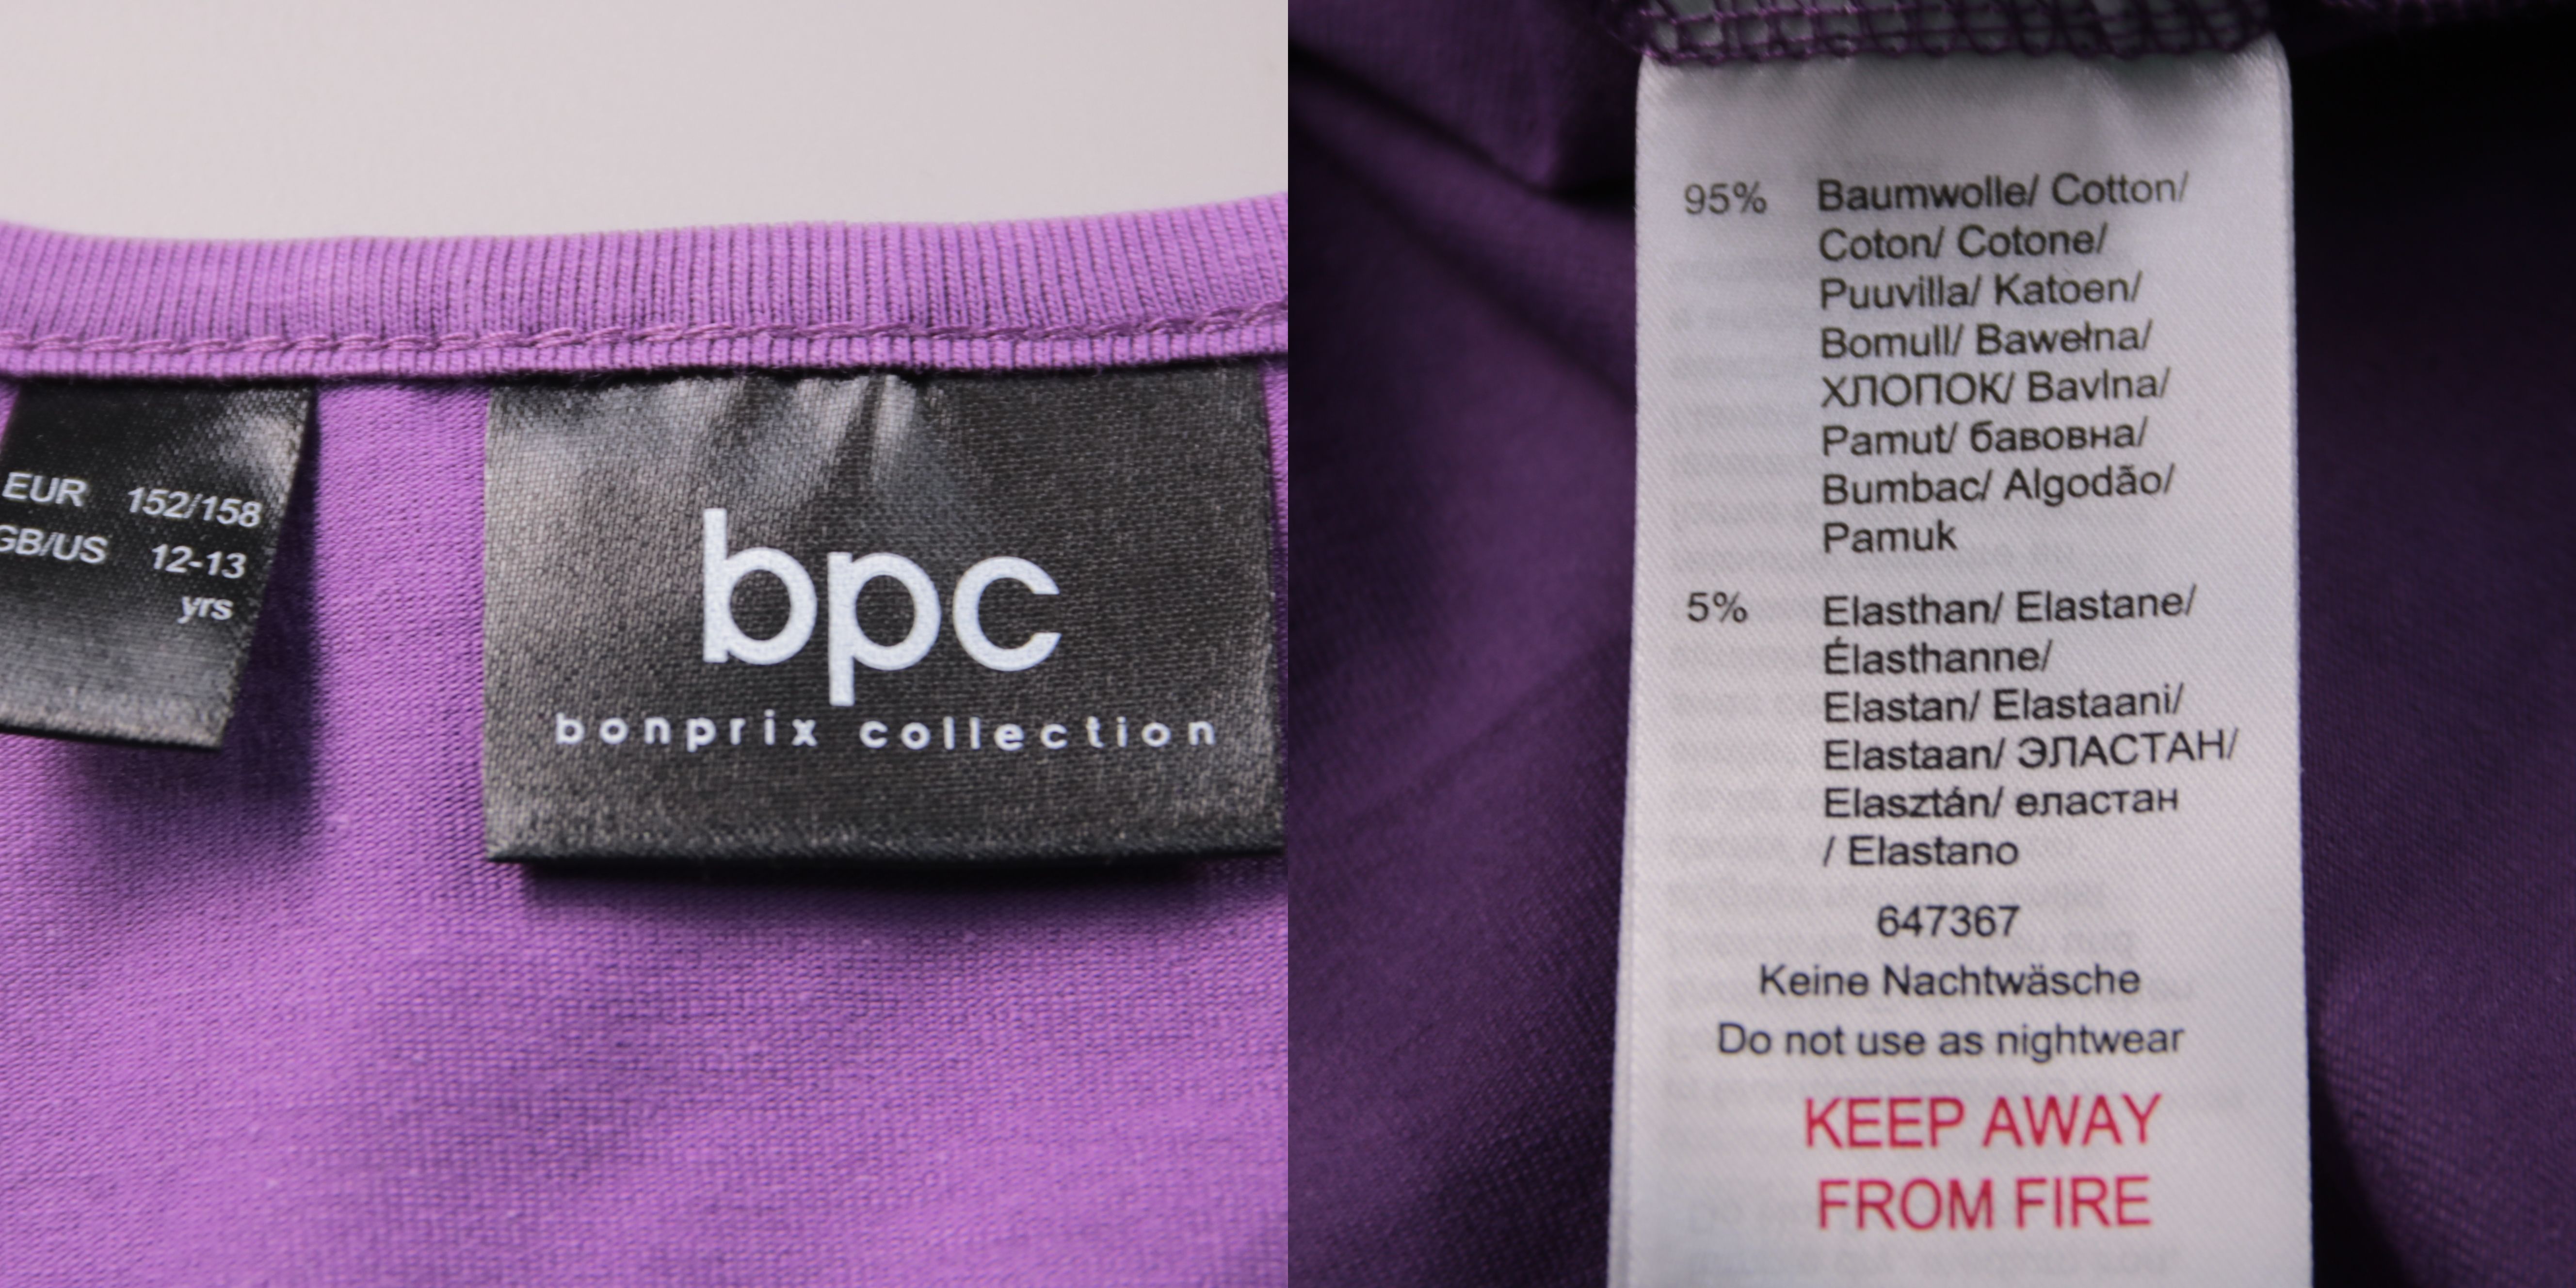 EUR 152/158
GB/US 12-13
yrs
bpc
bonprix collection
95% Baumwolle/ Cotton/
Coton/ Cotone/
Puuvilla/ Katoen/
Bomull/ Bawełna/
ХЛОПОК/ Bavlna/
Pamut/ бавовна/
Bumbac/ Algodão/
Pamuk
5% Elasthan/ Elastane/
Élasthanne/
Elastan/ Elastaani/
Elastaan/ ЭЛАСТАН/
Elasztán/ еластан
/ Elastano
647367
Keine Nachtwäsche
Do not use as nightwear
KEEP AWAY
FROM FIRE